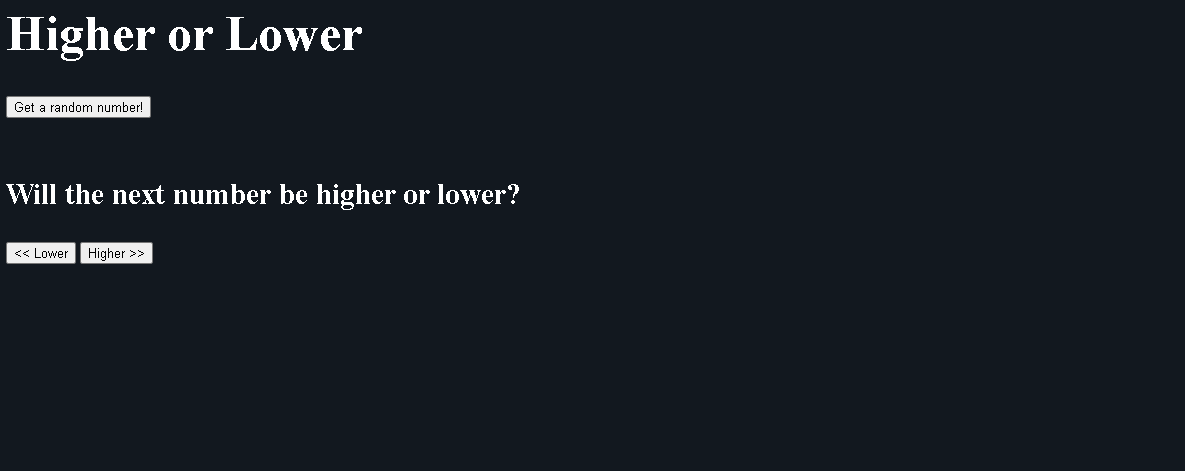 Higher or Lower
Get a random number!
Will the next number be higher or lower?
<< Lower Higher >>